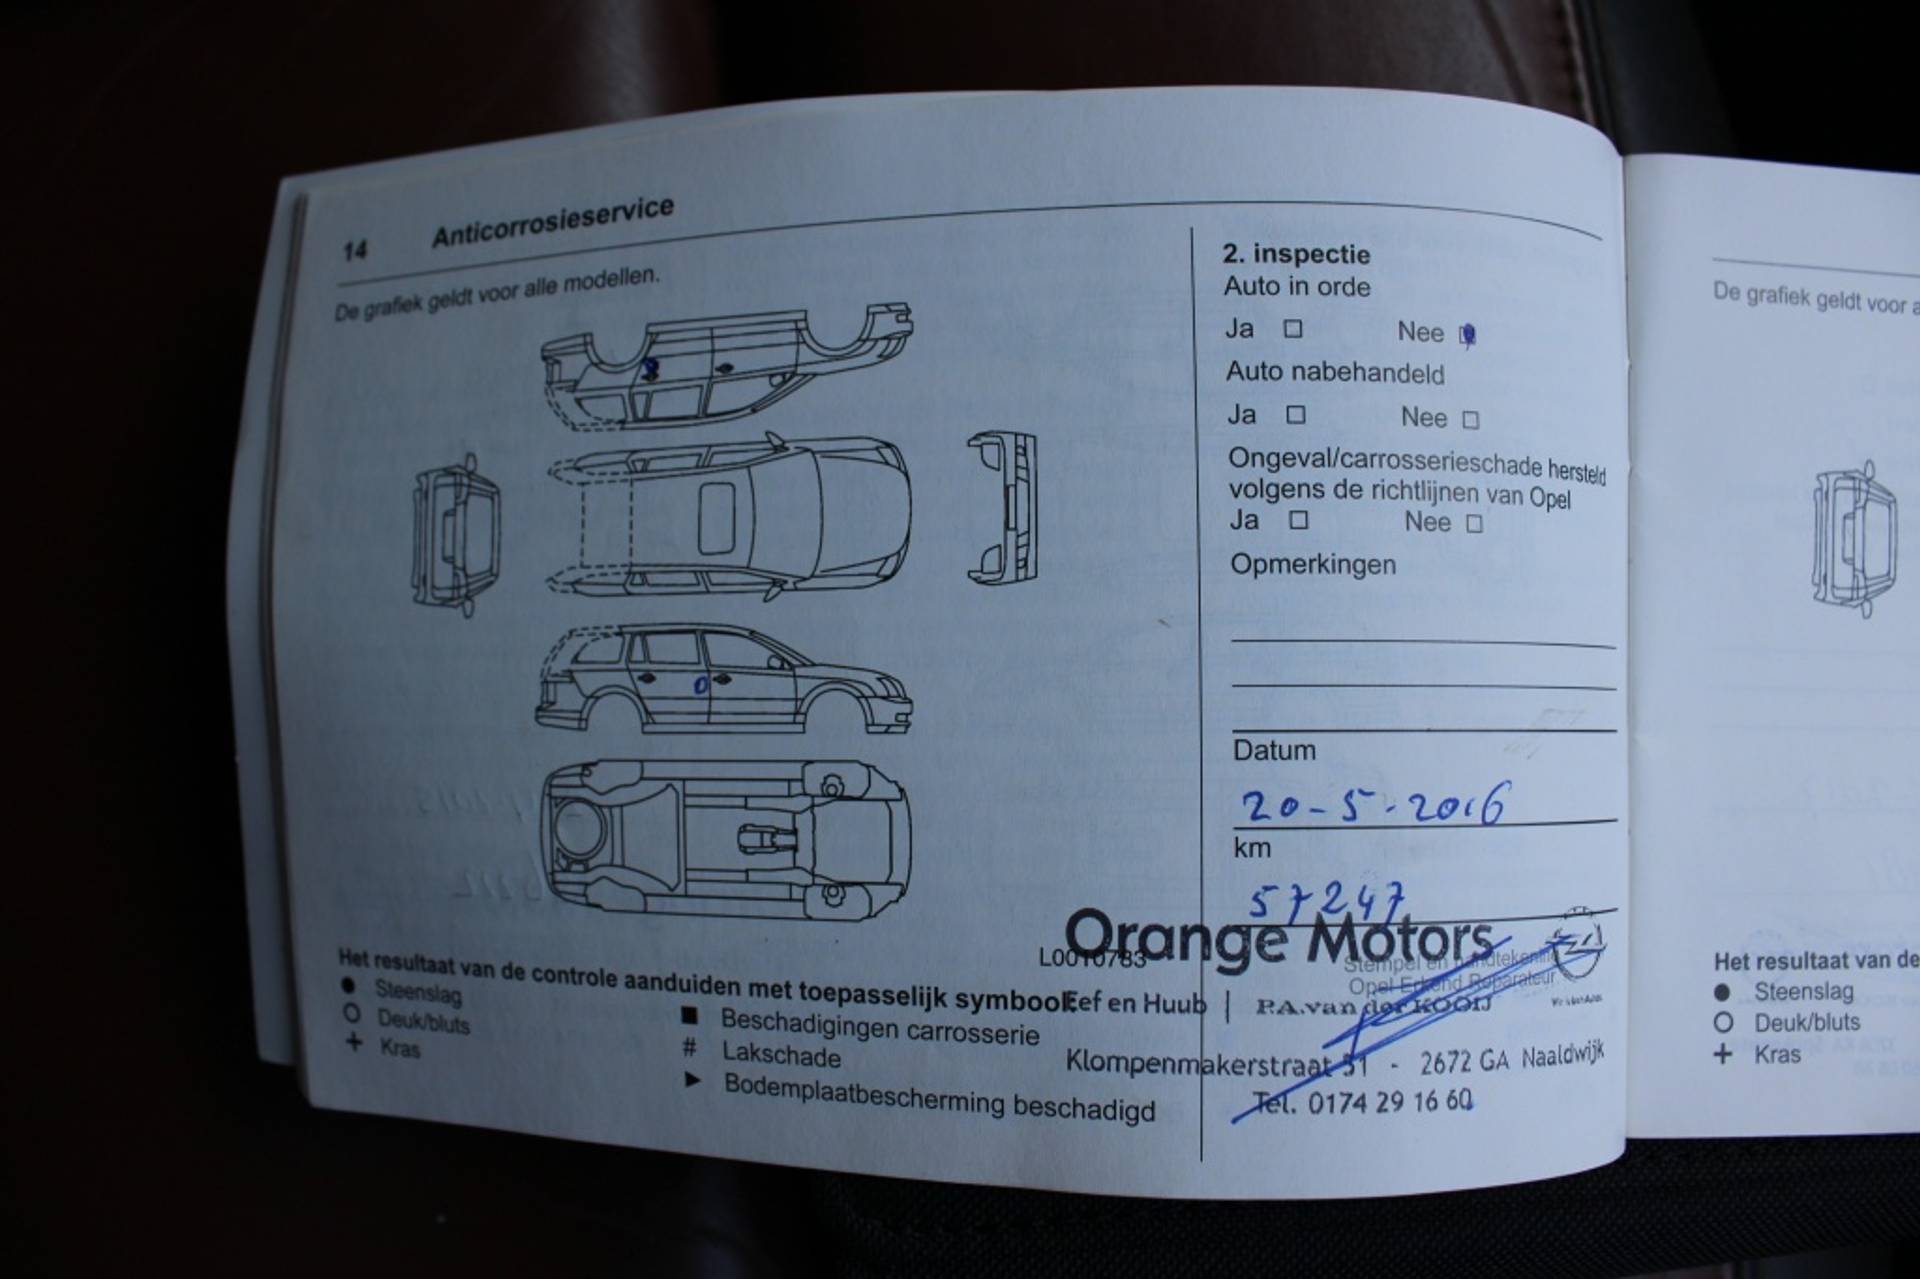 14 Anticorrosieservice
De grafiek geldt voor alle modellen.
L0010783
Het resultaat van de controle aanduiden met toepasselijk symbool:
● Steenslag
O Deuk/bluts
+ Kras
■ Beschadigingen carrosserie
# Lakschade
► Bodemplaatbescherming beschadigd
2. inspectie
Auto in orde
Ja □ Nee □
Auto nabehandeld
Ja □ Nee □
Ongeval/carrosserieschade hersteld
volgens de richtlijnen van Opel
Ja □ Nee □
Opmerkingen
Datum
20-5-2016
km
57247
Orange Motors
Stempel en handtekening
Opel Erkend Reparateur
Eef en Huub | P.A. van der KOOIJ
Klompenmakerstraat 51 - 2672 GA Naaldwijk
Tel. 0174 29 16 60
De grafiek geldt voor a
Het resultaat van de
● Steenslag
O Deuk/bluts
+ Kras